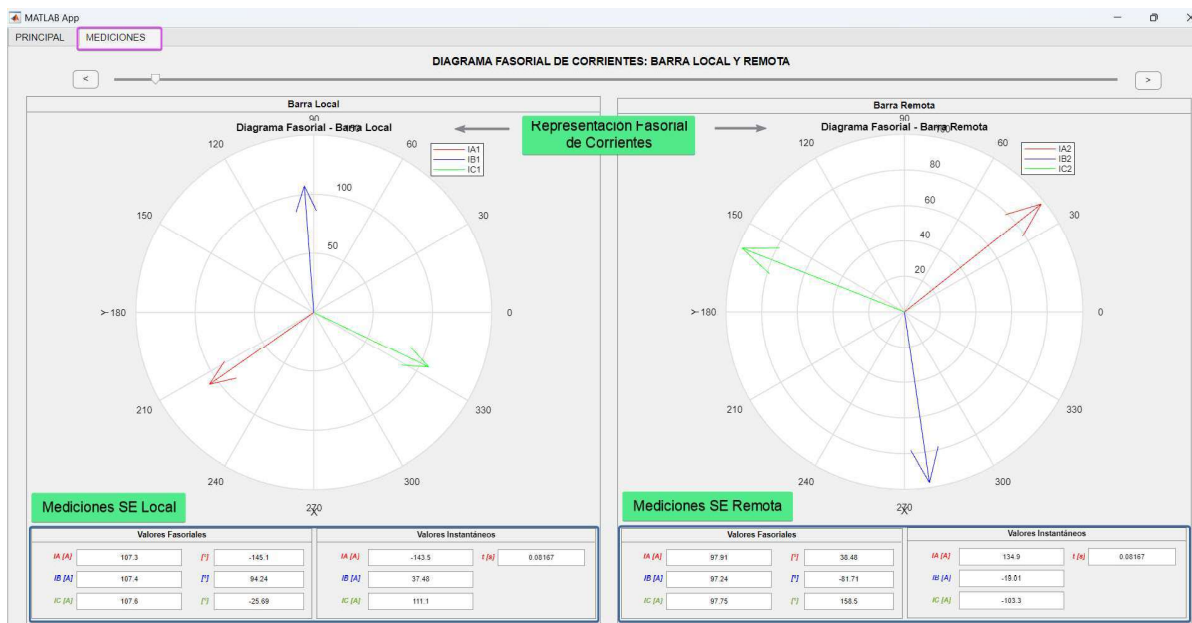 MATLAB App
PRINCIPAL MEDICIONES
DIAGRAMA FASORIAL DE CORRIENTES: BARRA LOCAL Y REMOTA
< >
Barra Local
Diagrama Fasorial - Barra Local
90
120
60
IA1
IB1
IC1
150
100
30
50
180
0
210
330
240
300
270
X
Y
Representación Fasorial
de Corrientes
Barra Remota
Diagrama Fasorial - Barra Remota
90
120
60
IA2
IB2
IC2
80
150
60
30
40
20
180
0
210
330
240
300
270
X
Y
Mediciones SE Local
Valores Fasoriales
IA [A] 107.3 [°] -145.1
IB [A] 107.4 [°] 94.24
IC [A] 107.6 [°] -25.69
Valores Instantáneos
IA [A] -143.5 t [s] 0.08167
IB [A] 37.48
IC [A] 111.1
Mediciones SE Remota
Valores Fasoriales
IA [A] 97.91 [°] 38.48
IB [A] 97.24 [°] -81.71
IC [A] 97.75 [°] 158.5
Valores Instantáneos
IA [A] 134.9 t [s] 0.08167
IB [A] -19.01
IC [A] -103.3